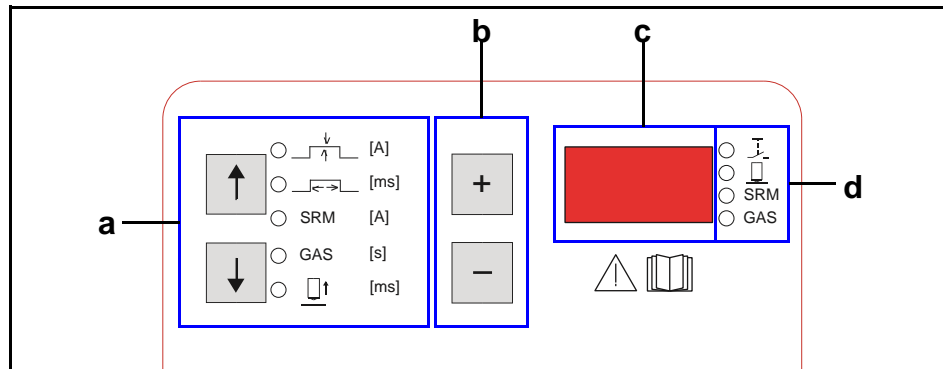 b c
[A]
[ms]
SRM [A]
GAS [s]
[ms]
+
−
SRM
GAS
a
d